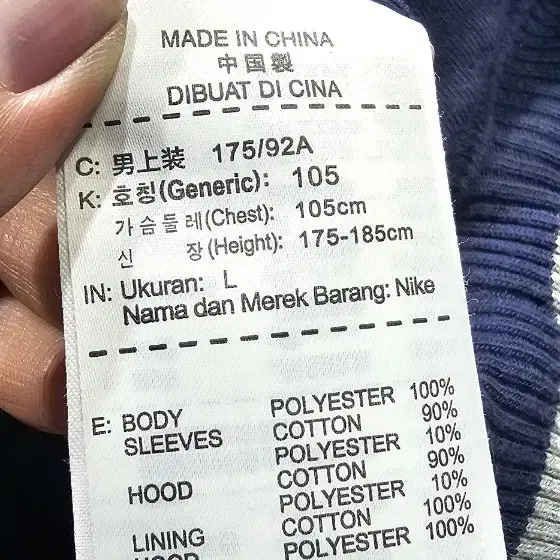 MADE IN CHINA
中国製
DIBUAT DI CINA
C: 男上装 175/92A
K: 호칭(Generic): 105
가슴둘레(Chest): 105cm
신 장(Height): 175-185cm
IN: Ukuran: L
Nama dan Merek Barang: Nike
E: BODY POLYESTER 100%
SLEEVES COTTON 90%
POLYESTER 10%
HOOD COTTON 90%
POLYESTER 10%
LINING COTTON 100%
HOOD POLYESTER 100%